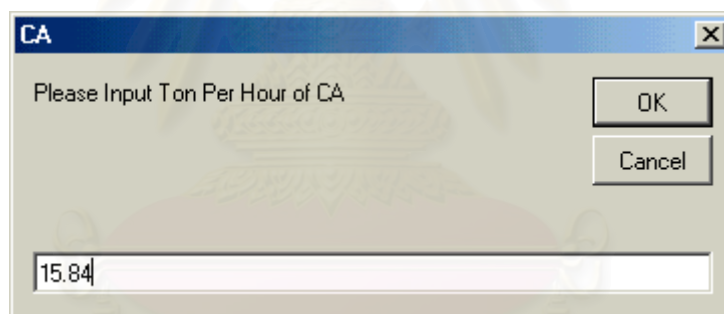 CA
Please Input Ton Per Hour of CA
OK
Cancel
15.84